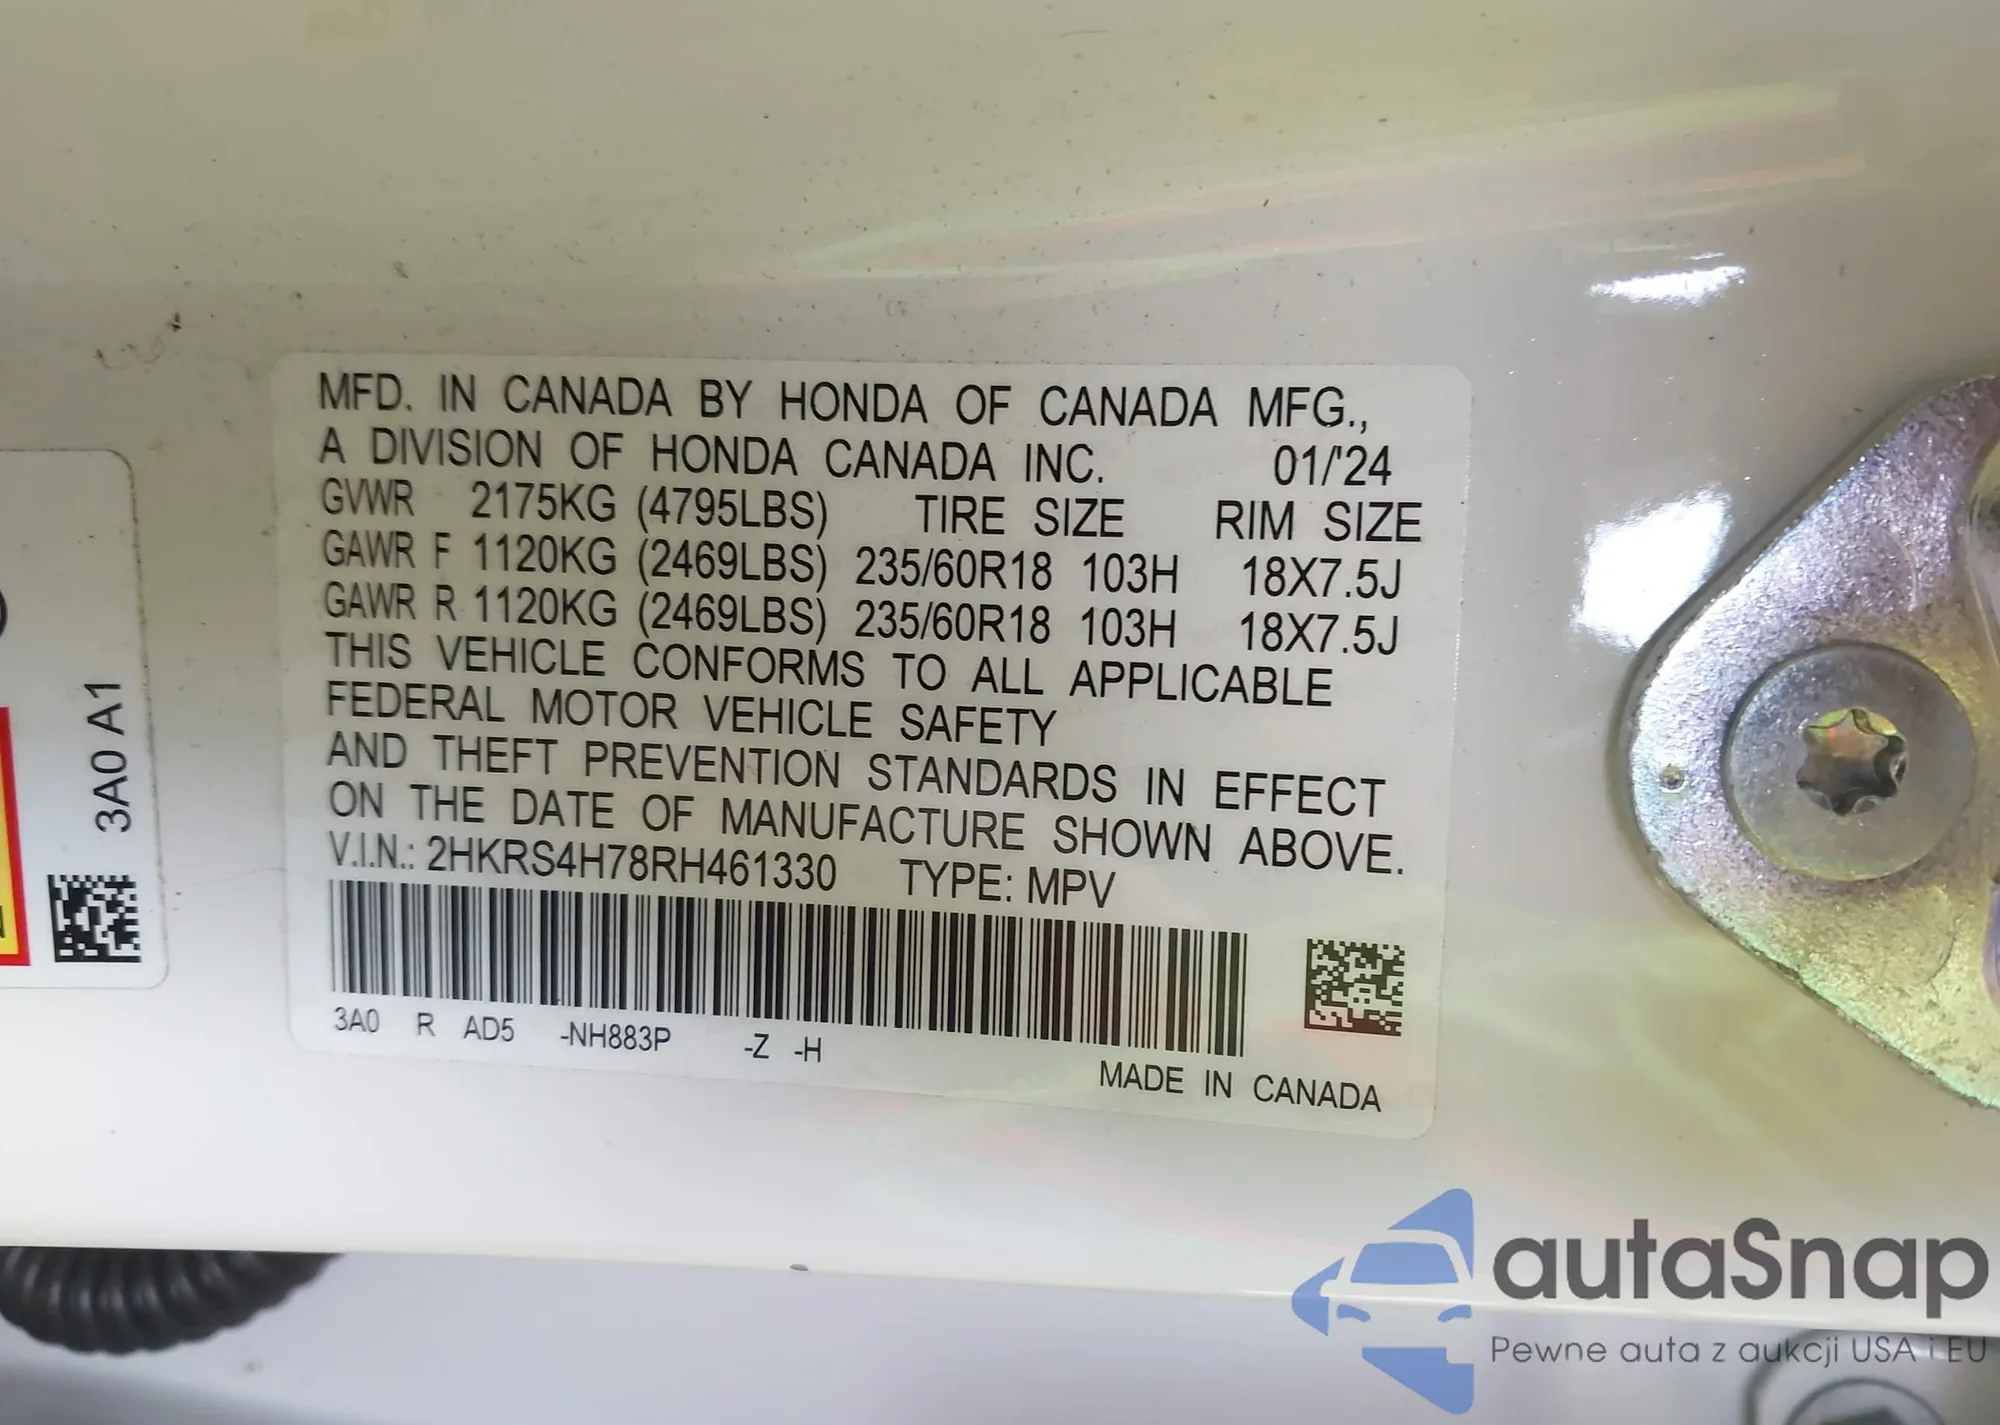 MFD. IN CANADA BY HONDA OF CANADA MFG.,
A DIVISION OF HONDA CANADA INC. 01/'24
GVWR 2175KG (4795LBS) TIRE SIZE RIM SIZE
GAWR F 1120KG (2469LBS) 235/60R18 103H 18X7.5J
GAWR R 1120KG (2469LBS) 235/60R18 103H 18X7.5J
THIS VEHICLE CONFORMS TO ALL APPLICABLE
FEDERAL MOTOR VEHICLE SAFETY
AND THEFT PREVENTION STANDARDS IN EFFECT
ON THE DATE OF MANUFACTURE SHOWN ABOVE.
V.I.N.: 2HKRS4H78RH461330 TYPE: MPV
3A0 R AD5 -NH883P -Z -H
MADE IN CANADA
3A0 A1
autaSnap
Pewne auta z aukcji USA i EU